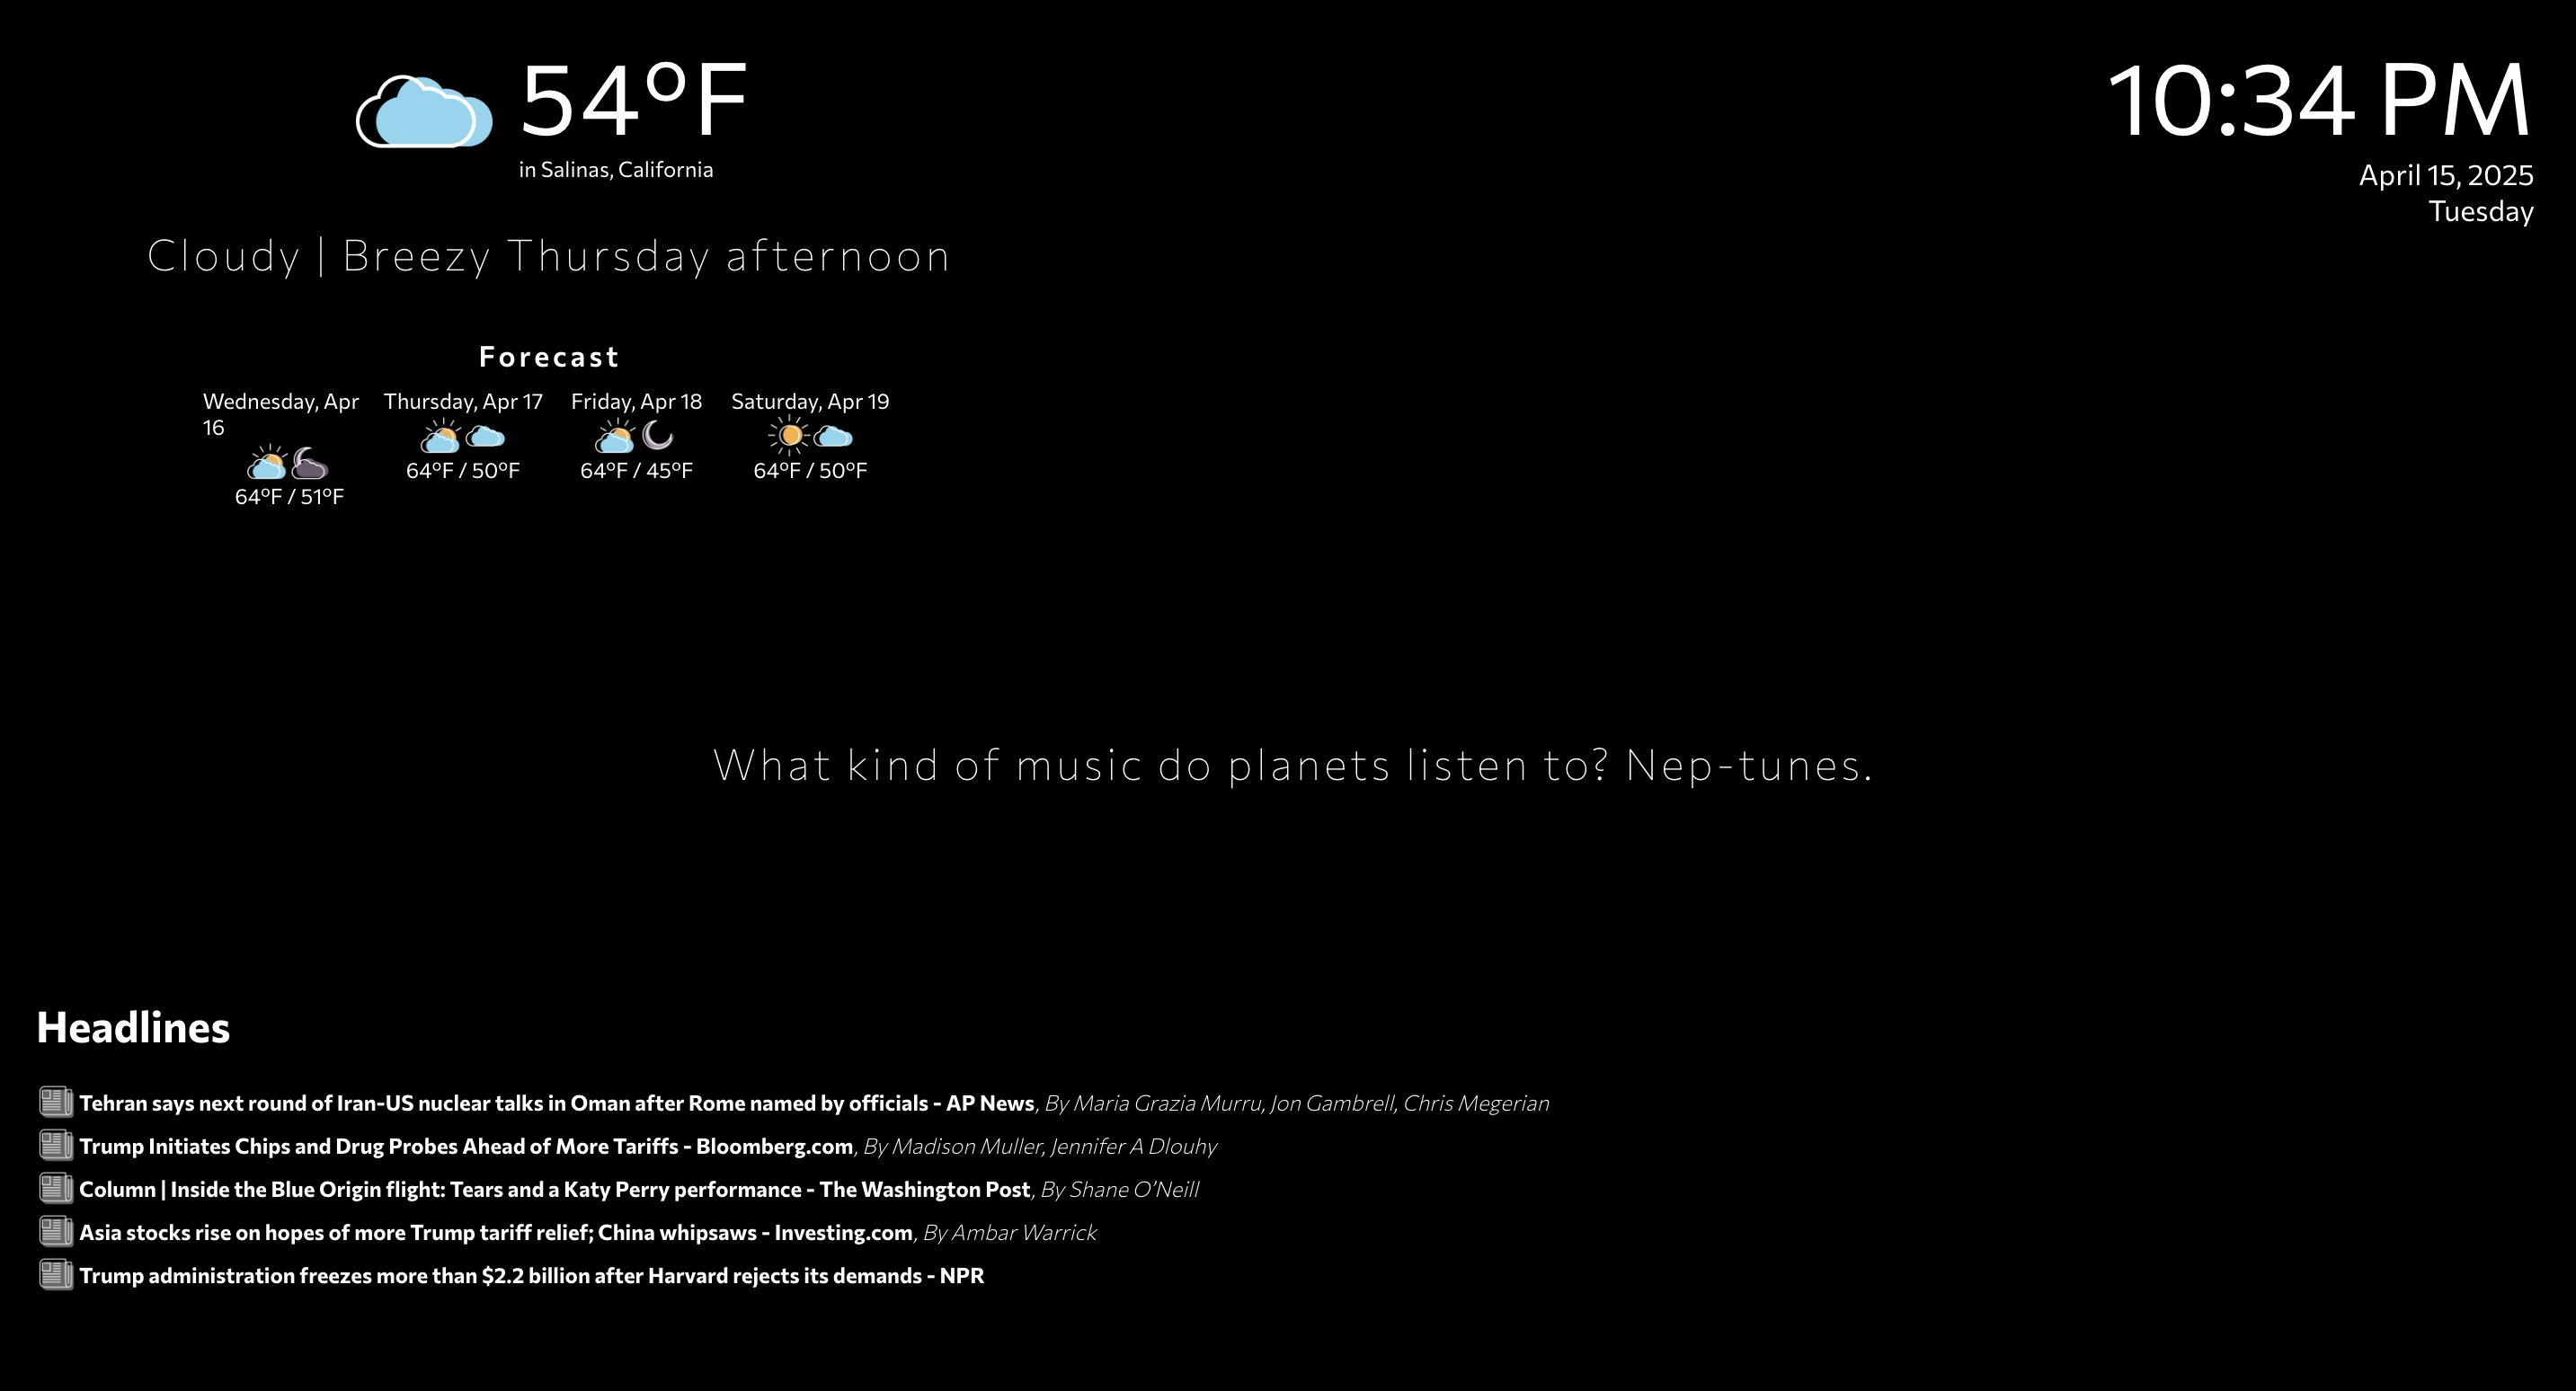 54°F
in Salinas, California
10:34 PM
April 15, 2025
Tuesday
Cloudy | Breezy Thursday afternoon
Forecast
Wednesday, Apr
16
64°F / 51°F
Thursday, Apr 17
64°F / 50°F
Friday, Apr 18
64°F / 45°F
Saturday, Apr 19
64°F / 50°F
What kind of music do planets listen to? Nep-tunes.
Headlines
Tehran says next round of Iran-US nuclear talks in Oman after Rome named by officials - AP News, By Maria Grazia Murru, Jon Gambrell, Chris Megerian
Trump Initiates Chips and Drug Probes Ahead of More Tariffs - Bloomberg.com, By Madison Muller, Jennifer A Dlouhy
Column | Inside the Blue Origin flight: Tears and a Katy Perry performance - The Washington Post, By Shane O’Neill
Asia stocks rise on hopes of more Trump tariff relief; China whipsaws - Investing.com, By Ambar Warrick
Trump administration freezes more than $2.2 billion after Harvard rejects its demands - NPR